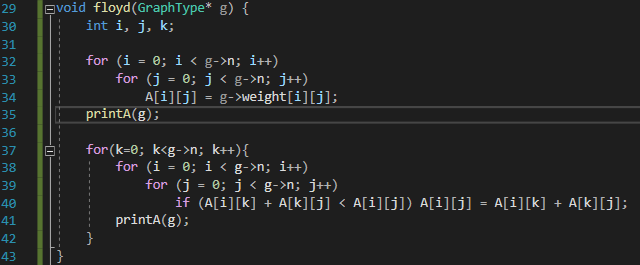 29 void floyd(GraphType* g) {
30     int i, j, k;
31
32     for (i = 0; i < g->n; i++)
33         for (j = 0; j < g->n; j++)
34             A[i][j] = g->weight[i][j];
35     printA(g);
36
37     for(k=0; k<g->n; k++){
38         for (i = 0; i < g->n; i++)
39             for (j = 0; j < g->n; j++)
40                 if (A[i][k] + A[k][j] < A[i][j]) A[i][j] = A[i][k] + A[k][j];
41         printA(g);
42     }
43 }